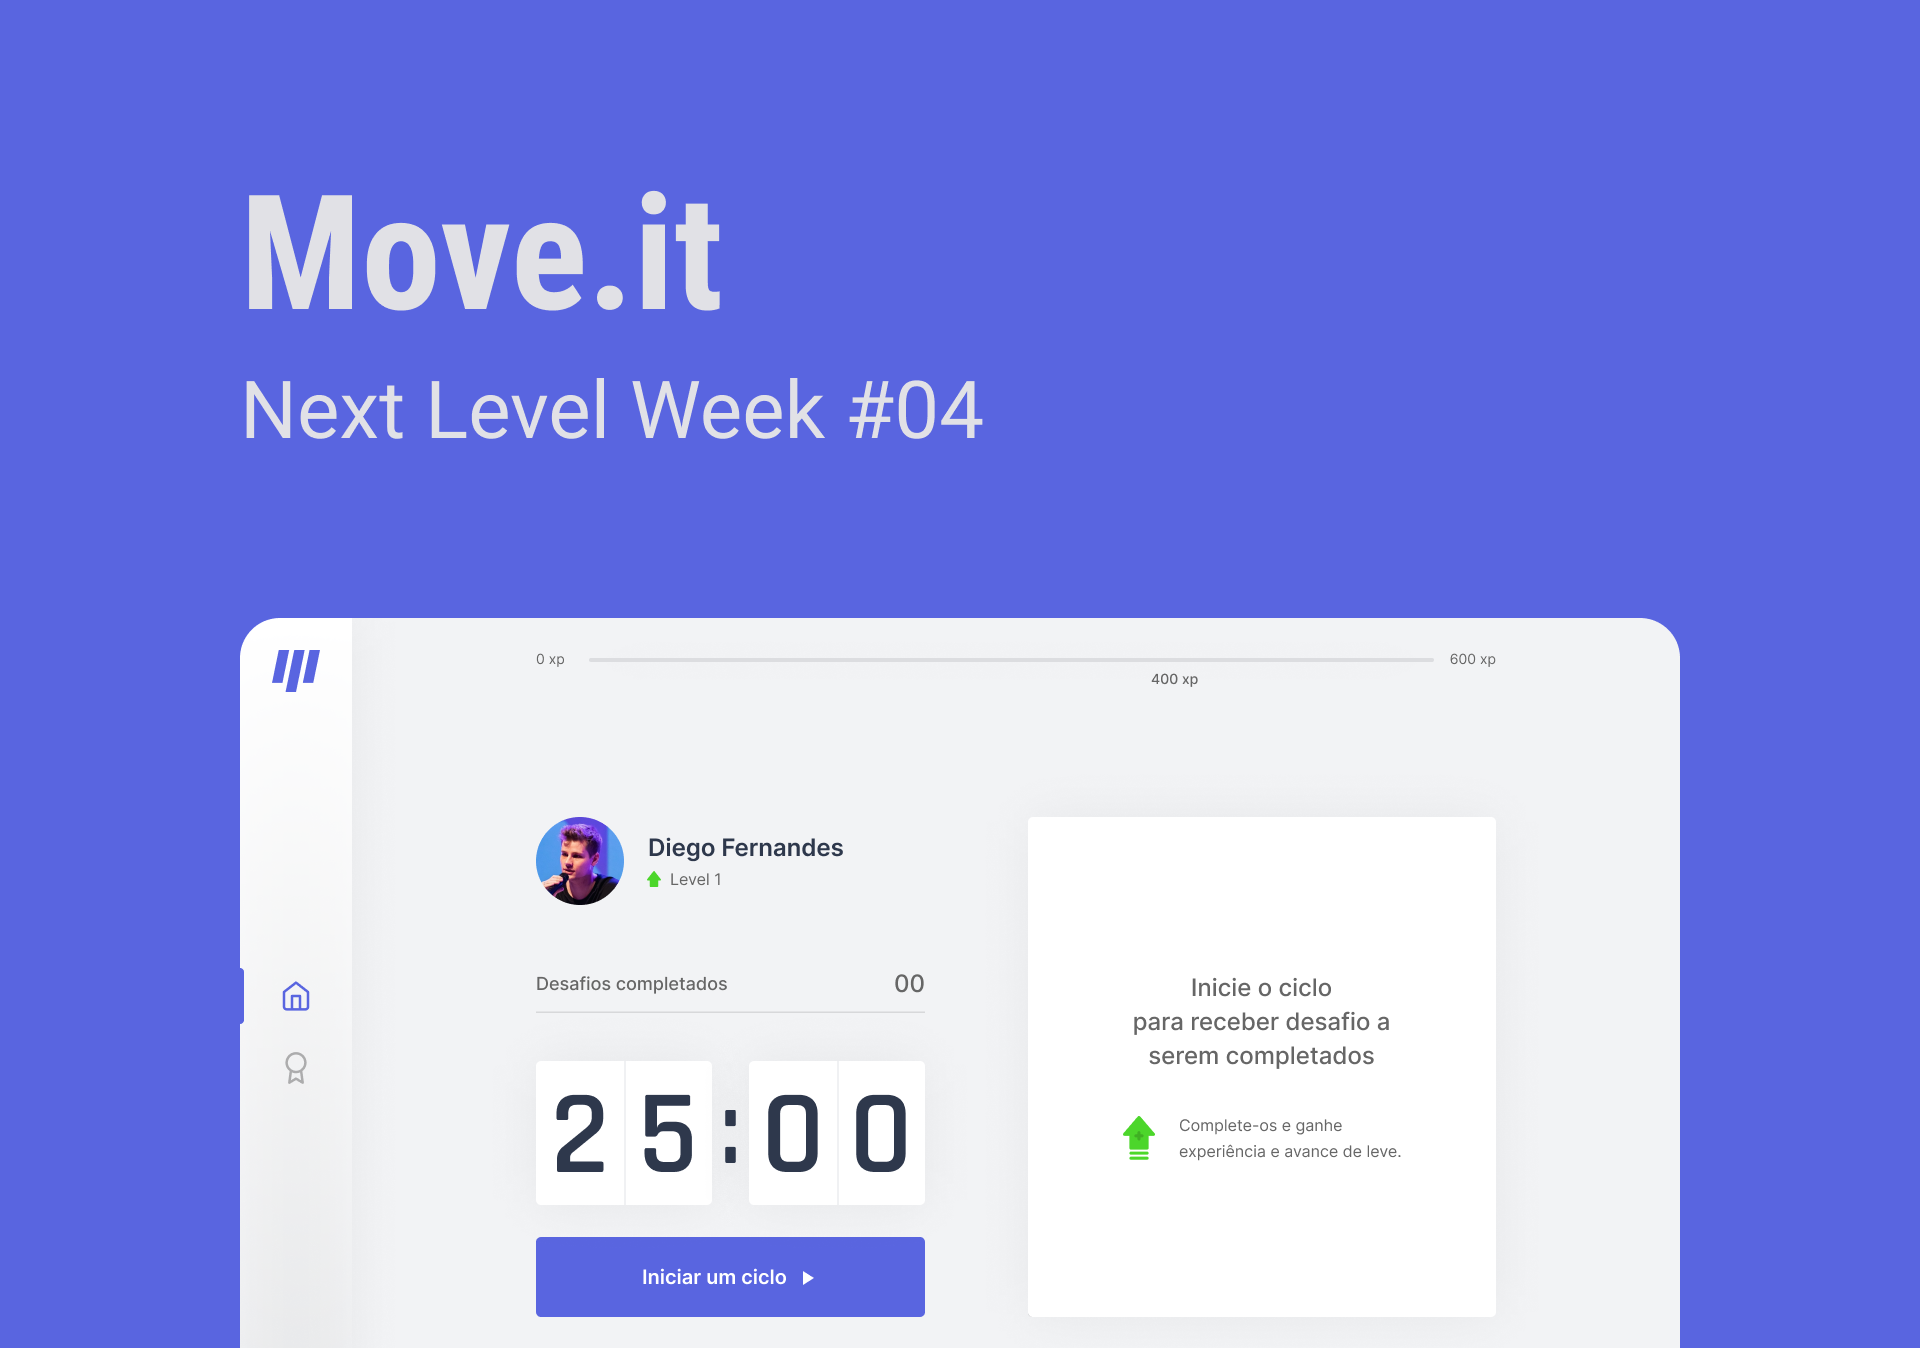 Move.it
Next Level Week #04
0 xp
600 xp
400 xp
Diego Fernandes
Level 1
Desafios completados
00
25:00
Iniciar um ciclo
Inicie o ciclo
para receber desafio a
serem completados
Complete-os e ganhe
experiência e avance de leve.